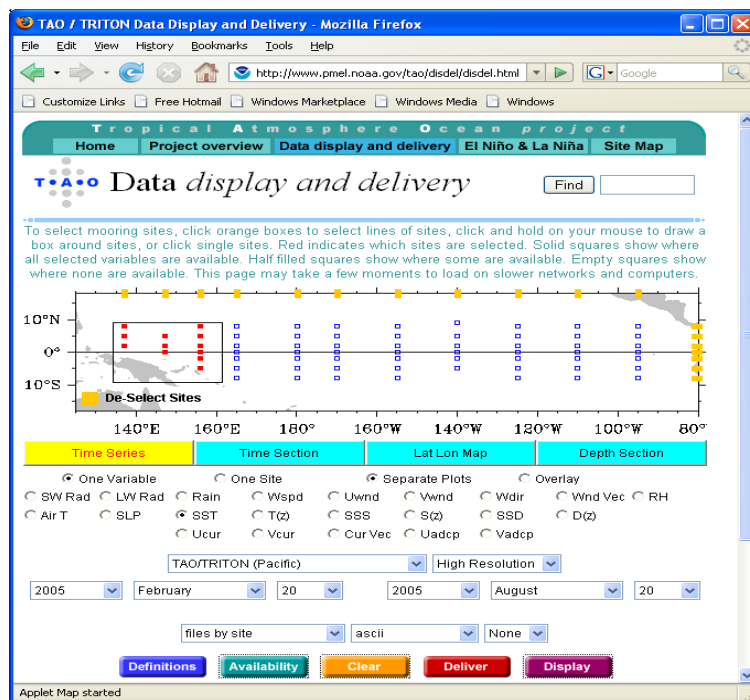 TAO / TRITON Data Display and Delivery - Mozilla Firefox
File Edit View History Bookmarks Tools Help
http://www.pmel.noaa.gov/tao/disdel/disdel.html G Google
Customize Links Free Hotmail Windows Marketplace Windows Media Windows
Tropical Atmosphere Ocean project
Home Project overview Data display and delivery El Niño & La Niña Site Map
T·A·O Data display and delivery Find
To select mooring sites, click orange boxes to select lines of sites, click and hold on your mouse to draw a
box around sites, or click single sites. Red indicates which sites are selected. Solid squares show where
all selected variables are available. Half filled squares show where some are available. Empty squares show
where none are available. This page may take a few moments to load on slower networks and computers.
10°N
0°
10°S
De-Select Sites
140°E 160°E 180° 160°W 140°W 120°W 100°W 80°
Time Series Time Section Lat Lon Map Depth Section
One Variable One Site Separate Plots Overlay
SW Rad LW Rad Rain Wspd Uwnd Vwnd Wdir Wnd Vec RH
Air T SLP SST T(z) SSS S(z) SSD D(z)
Ucur Vcur Cur Vec Uadcp Vadcp
TAO/TRITON (Pacific) High Resolution
2005 February 20 2005 August 20
files by site ascii None
Definitions Availability Clear Deliver Display
Applet Map started